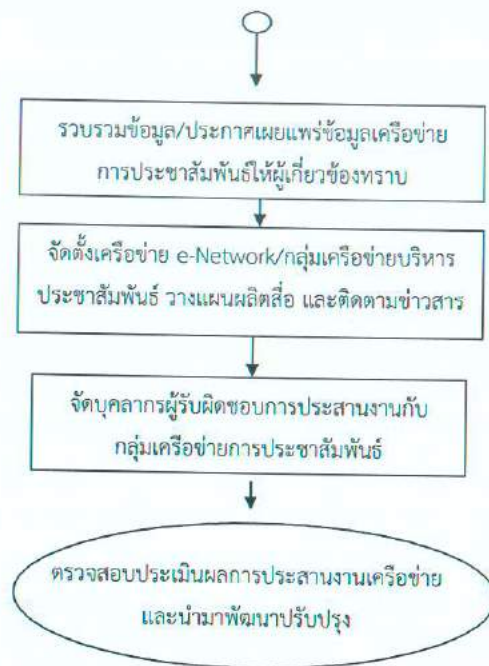 รวบรวมข้อมูล/ประกาศเผยแพร่ข้อมูลเครือข่าย
การประชาสัมพันธ์ให้ผู้เกี่ยวข้องทราบ
จัดตั้งเครือข่าย e-Network/กลุ่มเครือข่ายบริหาร
ประชาสัมพันธ์ วางแผนผลิตสื่อ และติดตามข่าวสาร
จัดบุคลากรผู้รับผิดชอบการประสานงานกับ
กลุ่มเครือข่ายการประชาสัมพันธ์
ตรวจสอบประเมินผลการประสานงานเครือข่าย
และนำมาพัฒนาปรับปรุง